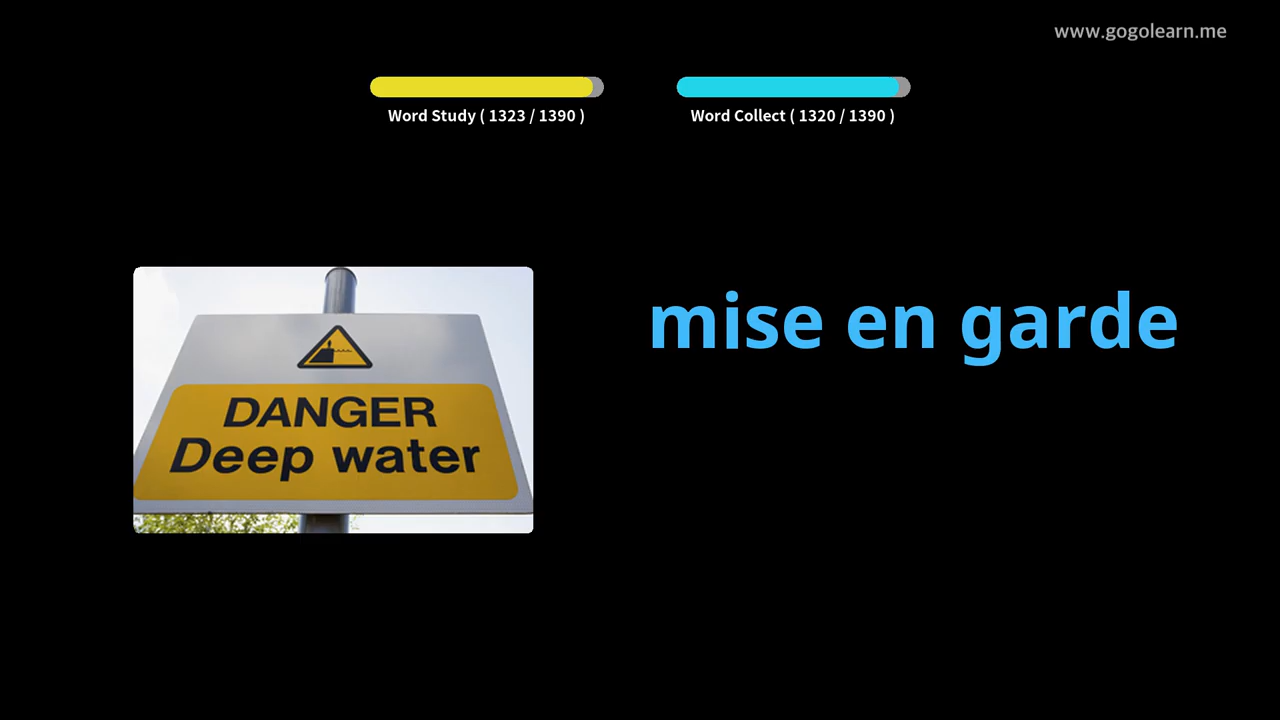 www.gogolearn.me
Word Study ( 1323 / 1390 )
Word Collect ( 1320 / 1390 )
mise en garde
DANGER
Deep water